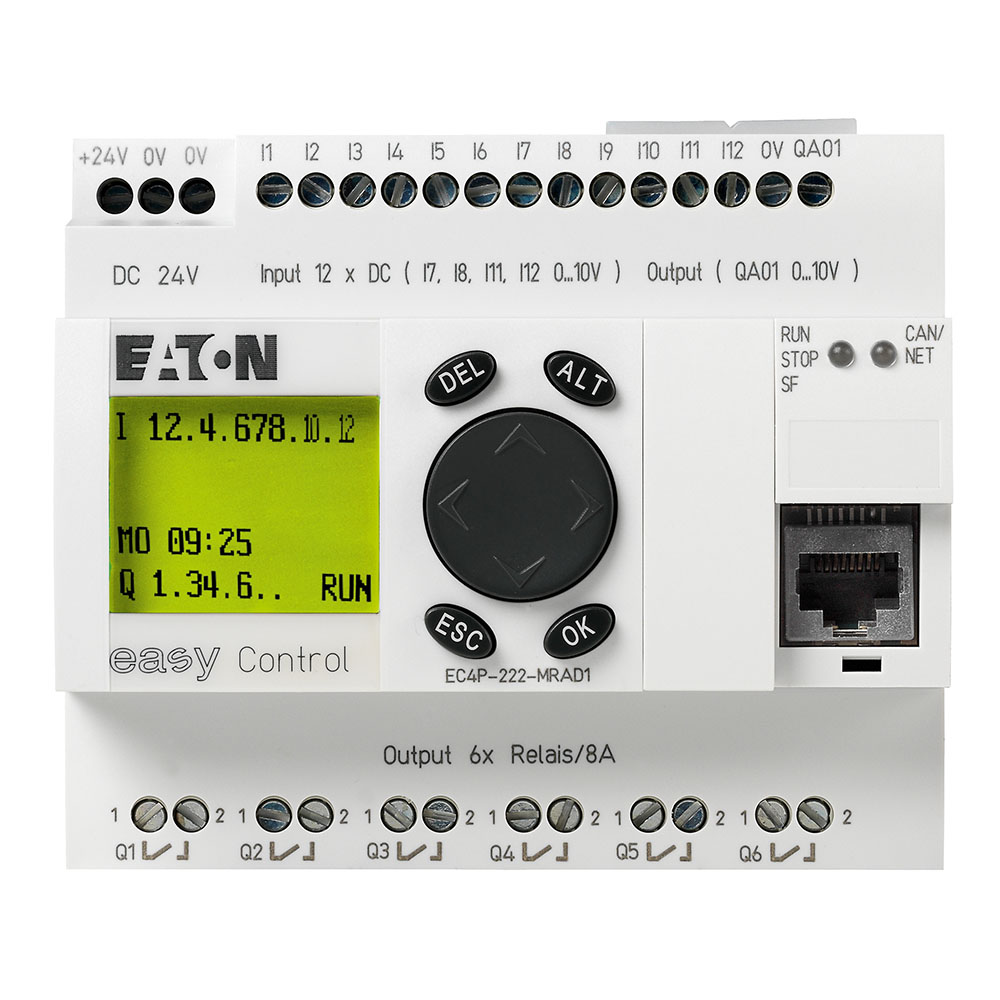 +24V 0V 0V
I1 I2 I3 I4 I5 I6 I7 I8 I9 I10 I11 I12 0V QA01
DC 24V
Input 12 x DC ( I7, I8, I11, I12 0...10V ) Output ( QA01 0...10V )
EATON
I 12.4.678.10.12
MO 09:25
Q 1.34.6.. RUN
easy Control
DEL
ALT
ESC
OK
EC4P-222-MRAD1
RUN
STOP
SF
CAN/
NET
Output 6x Relais/8A
1 2 1 2 1 2 1 2 1 2 1 2
Q1 Q2 Q3 Q4 Q5 Q6